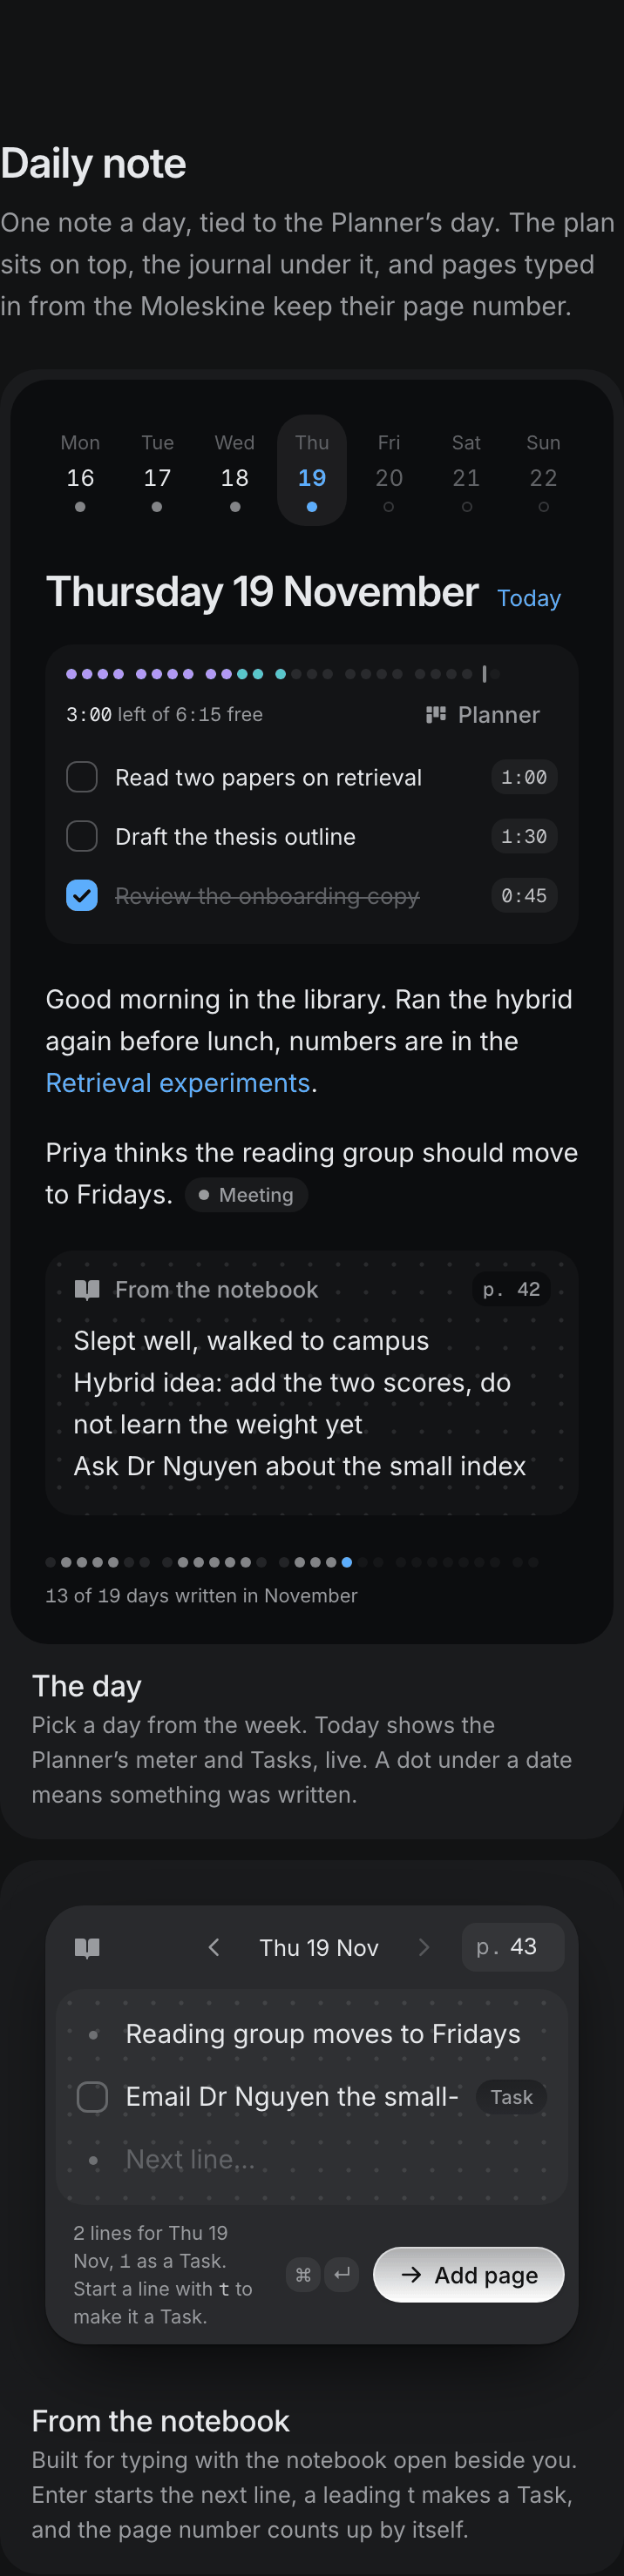 Daily note
One note a day, tied to the Planner’s day. The plan
sits on top, the journal under it, and pages typed
in from the Moleskine keep their page number.
Mon Tue Wed Thu Fri Sat Sun
16 17 18 19 20 21 22
Thursday 19 November Today
3:00 left of 6:15 free Planner
Read two papers on retrieval 1:00
Draft the thesis outline 1:30
Review the onboarding copy 0:45
Good morning in the library. Ran the hybrid
again before lunch, numbers are in the
Retrieval experiments.
Priya thinks the reading group should move
to Fridays. Meeting
From the notebook p. 42
Slept well, walked to campus
Hybrid idea: add the two scores, do
not learn the weight yet
Ask Dr Nguyen about the small index
13 of 19 days written in November
The day
Pick a day from the week. Today shows the
Planner’s meter and Tasks, live. A dot under a date
means something was written.
Thu 19 Nov p. 43
Reading group moves to Fridays
Email Dr Nguyen the small- Task
Next line...
2 lines for Thu 19
Nov, 1 as a Task.
Start a line with t to
make it a Task.
⌘ ↵ → Add page
From the notebook
Built for typing with the notebook open beside you.
Enter starts the next line, a leading t makes a Task,
and the page number counts up by itself.